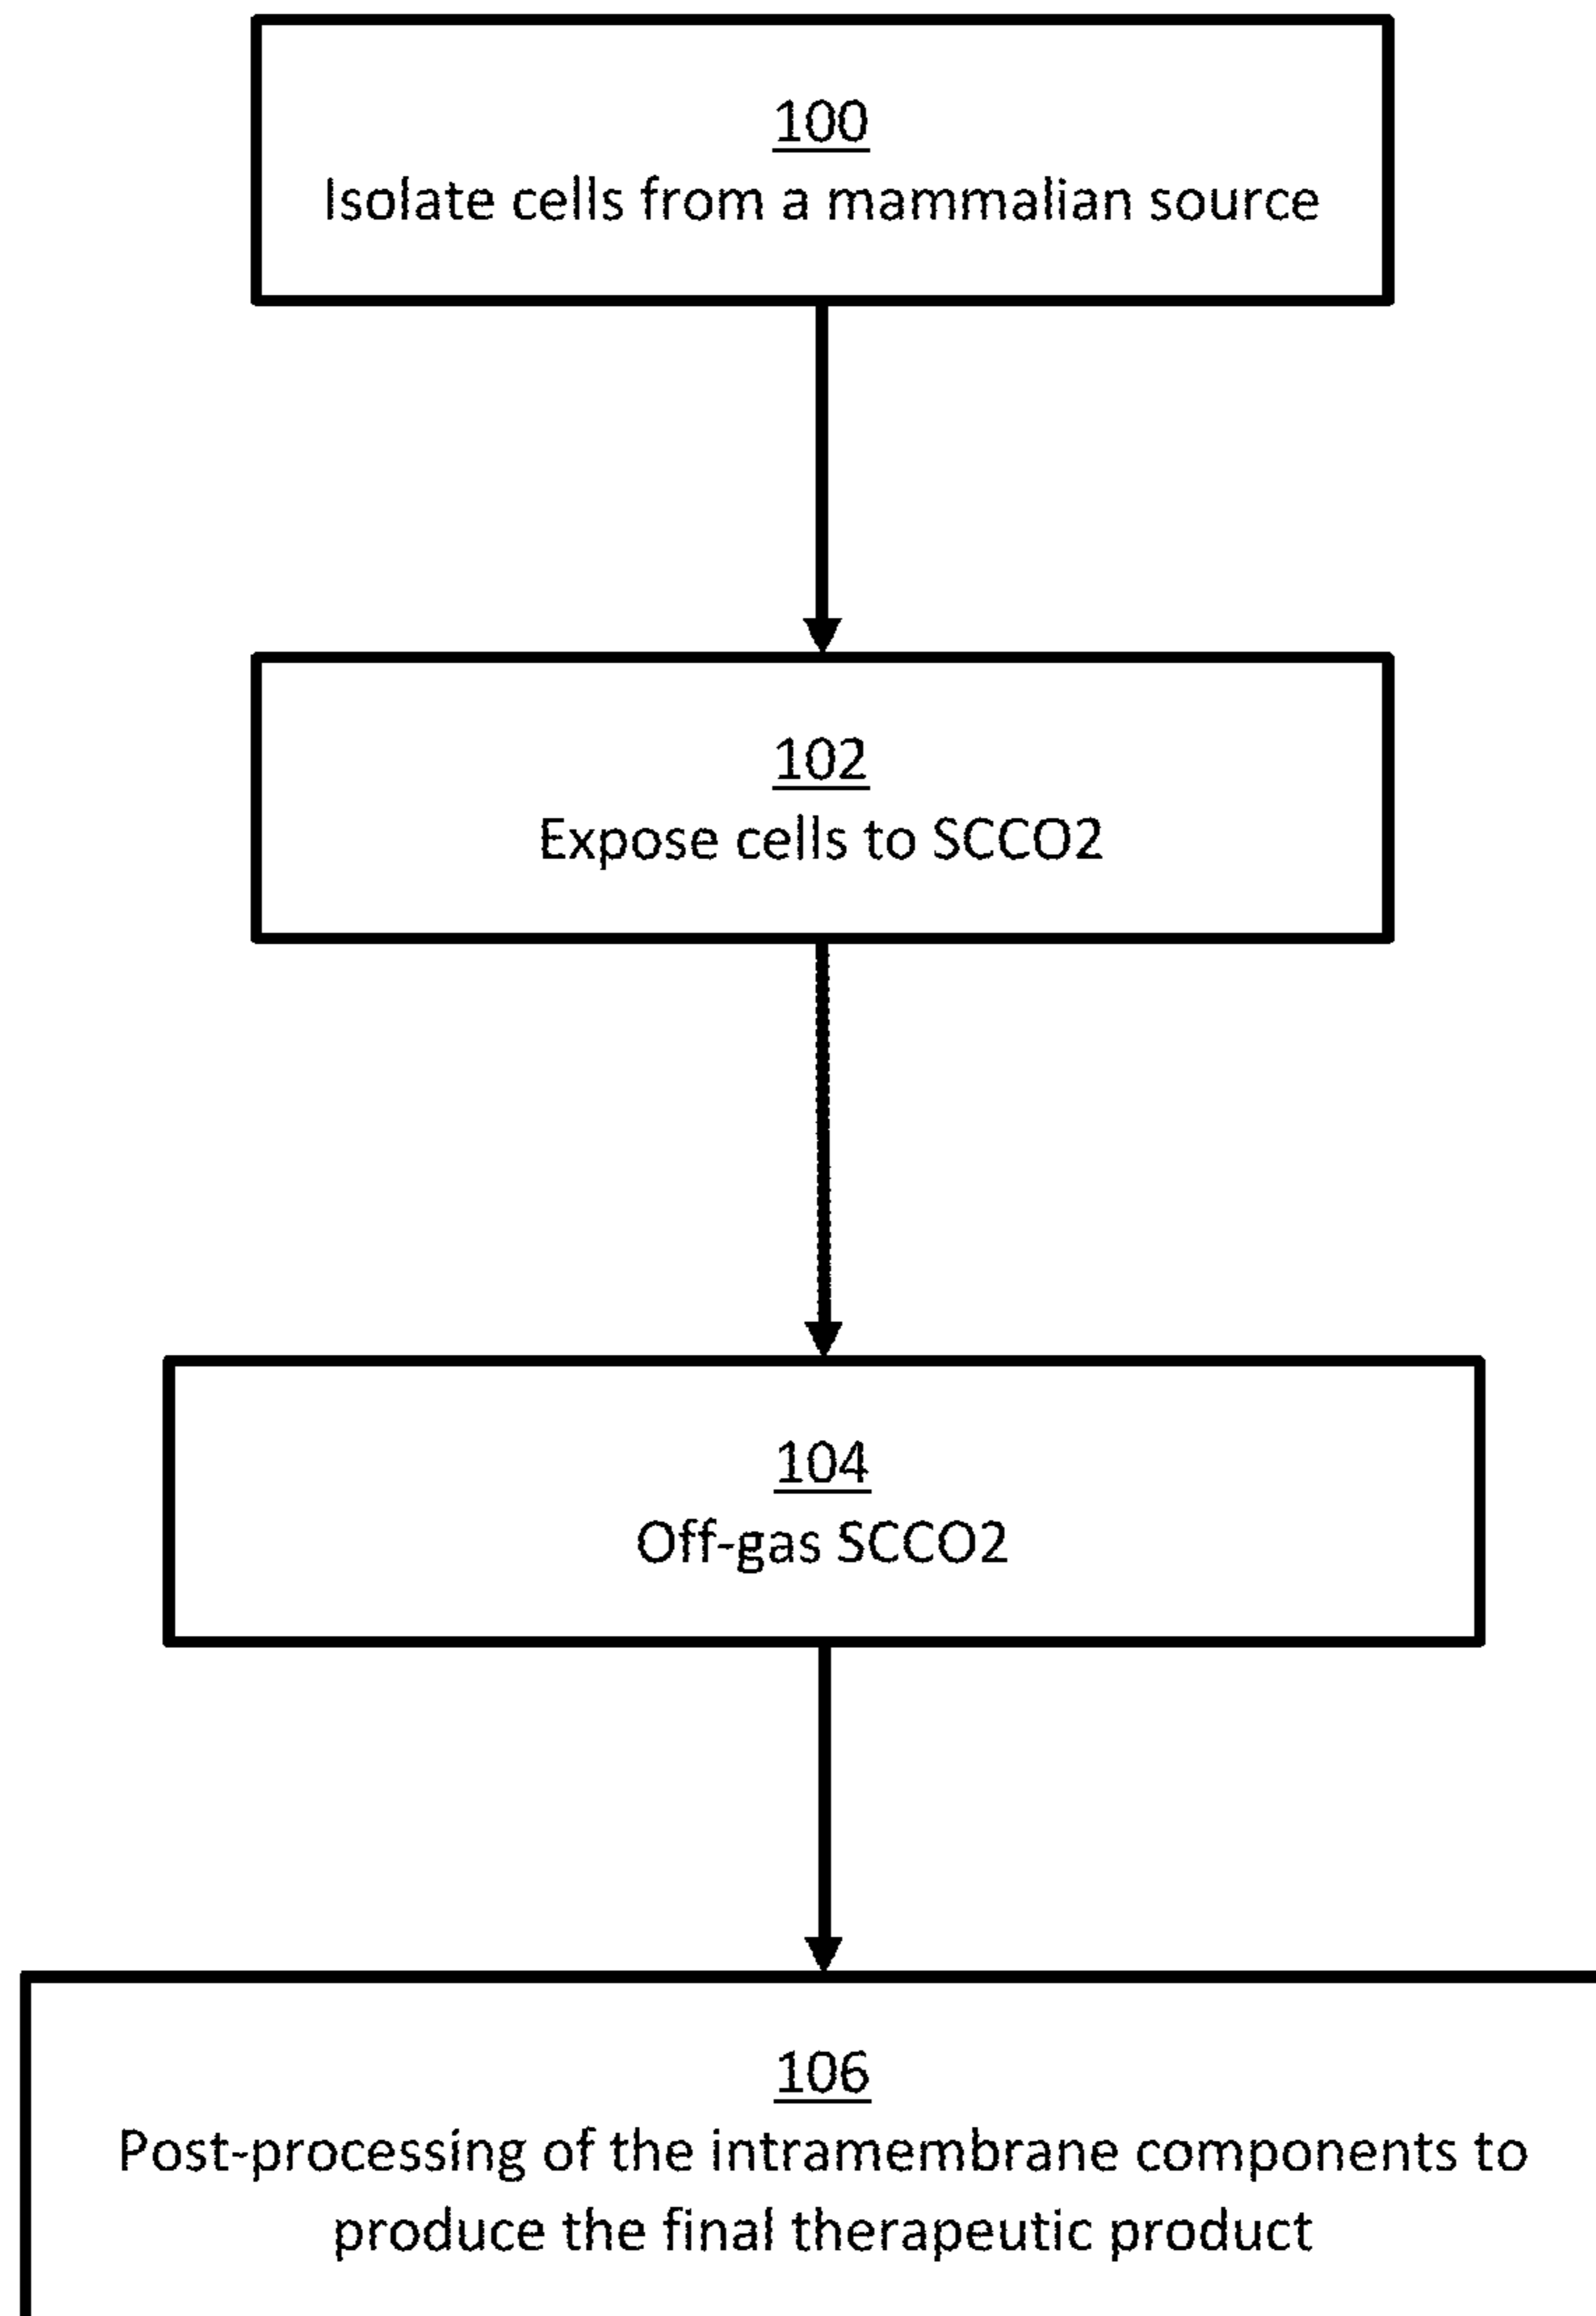 100
Isolate cells from a mammalian source
102
Expose cells to SCCO2
104
Off-gas SCCO2
106
Post-processing of the intramembrane components to
produce the final therapeutic product